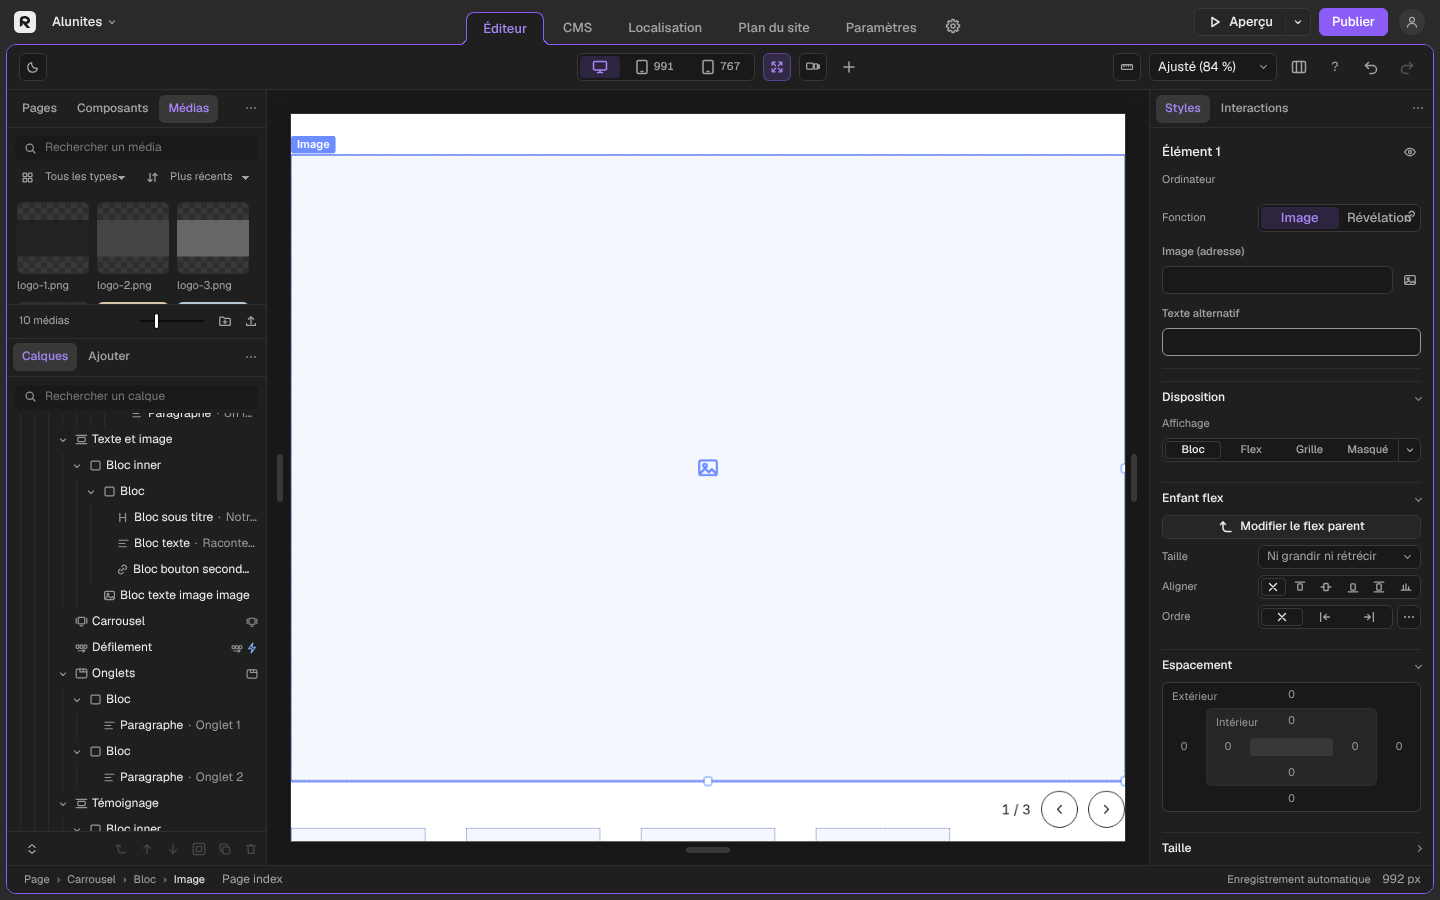 Alunites
Éditeur
CMS
Localisation
Plan du site
Paramètres
Aperçu
Publier
991
767
Ajusté (84 %)
?
Pages
Composants
Médias
Rechercher un média
Tous les types
Plus récents
logo-1.png
logo-2.png
logo-3.png
10 médias
Calques
Ajouter
Rechercher un calque
Paragraphe
Texte et image
Bloc inner
Bloc
Bloc sous titre · Notr...
Bloc texte · Raconte...
Bloc bouton second...
Bloc texte image image
Carrousel
Défilement
Onglets
Bloc
Paragraphe · Onglet 1
Bloc
Paragraphe · Onglet 2
Témoignage
Bloc inner
Image
1 / 3
Styles
Interactions
Élément 1
Ordinateur
Fonction
Image
Révélation
Image (adresse)
Texte alternatif
Disposition
Affichage
Bloc
Flex
Grille
Masqué
Enfant flex
Modifier le flex parent
Taille
Ni grandir ni rétrécir
Aligner
Ordre
Espacement
Extérieur
0
Intérieur
0
0
0
0
0
0
0
Taille
Page › Carrousel › Bloc › Image
Page index
Enregistrement automatique
992 px